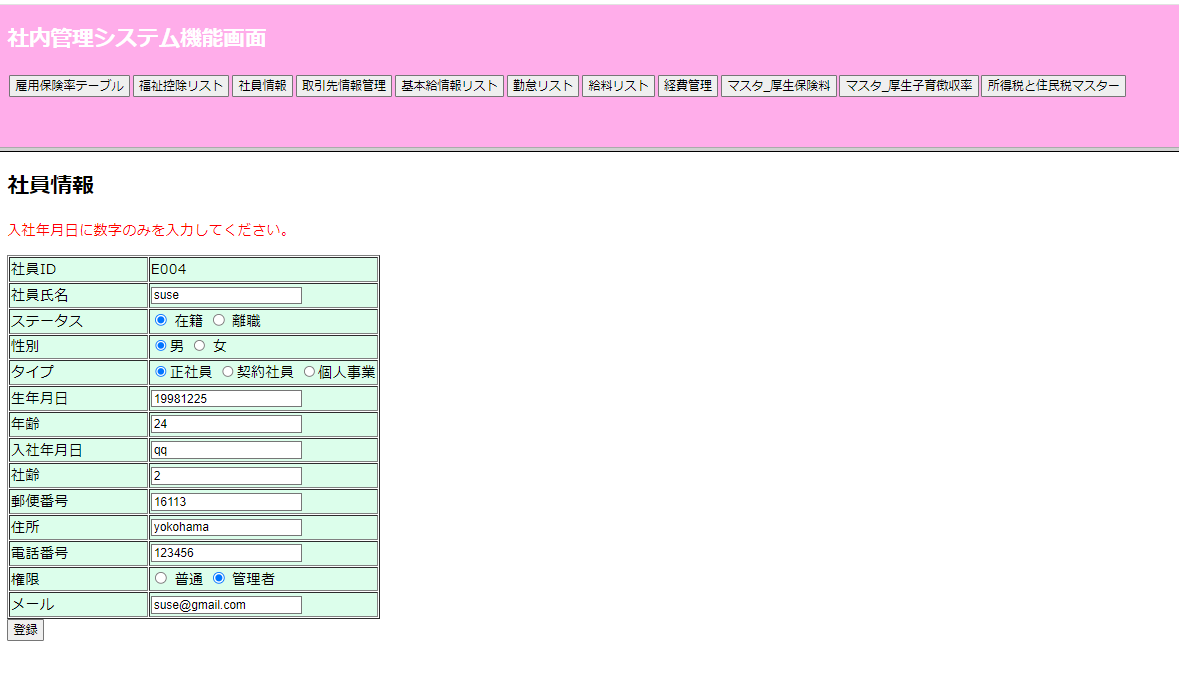 社内管理システム機能画面
雇用保険率テーブル 福祉控除リスト 社員情報 取引先情報管理 基本給情報リスト 勤怠リスト 給料リスト 経費管理 マスタ_厚生保険料 マスタ_厚生子育徴収率 所得税と住民税マスター
社員情報
入社年月日に数字のみを入力してください。
社員ID E004
社員氏名 suse
ステータス 在籍 離職
性別 男 女
タイプ 正社員 契約社員 個人事業
生年月日 19981225
年齢 24
入社年月日 qq
社齢 2
郵便番号 16113
住所 yokohama
電話番号 123456
権限 普通 管理者
メール suse@gmail.com
登録